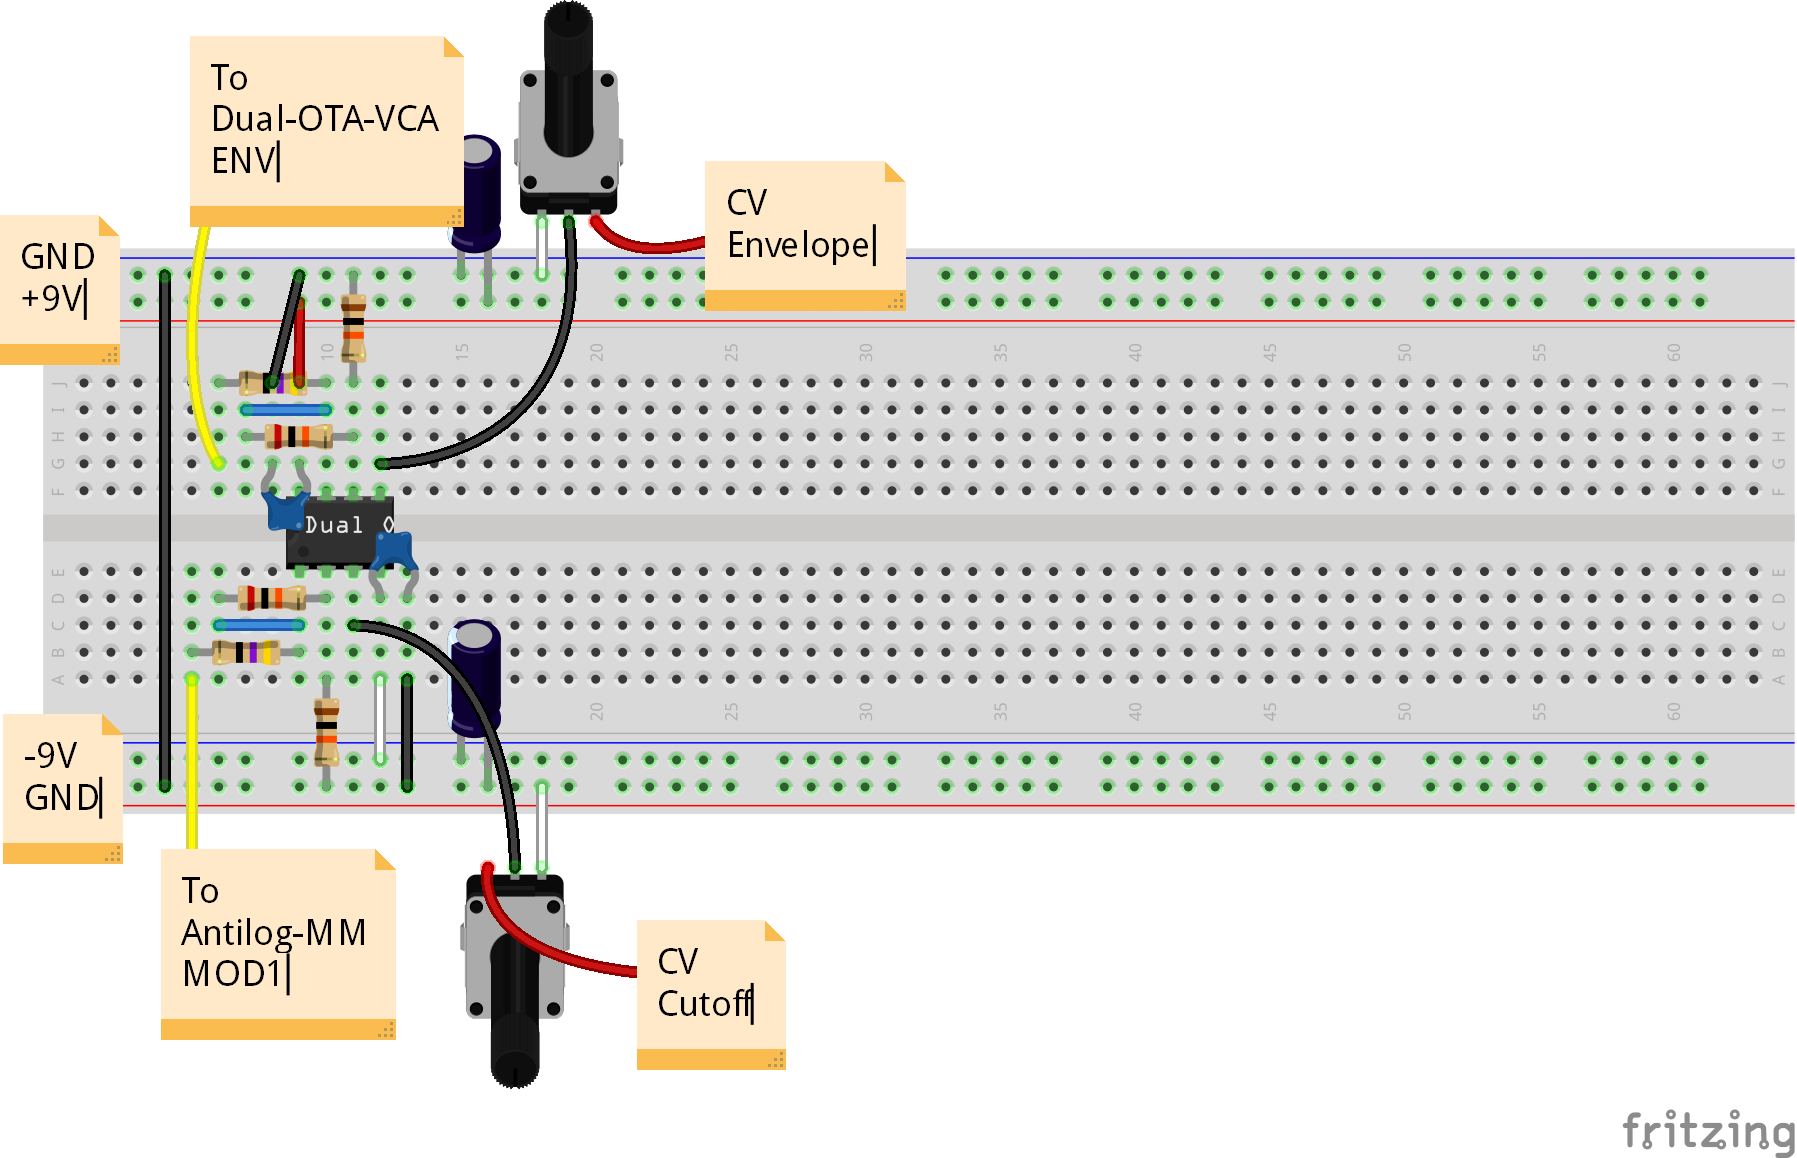 To
Dual-OTA-VCA
ENV
CV
Envelope
GND
+9V
10 15 20 25 30 35 40 45 50 55 60
J J
I I
H H
G G
F F
Dual O
E E
D D
C C
B B
A A
20 25 30 35 40 45 50 55 60
-9V
GND
To
Antilog-MM
MOD1
CV
Cutoff
fritzing